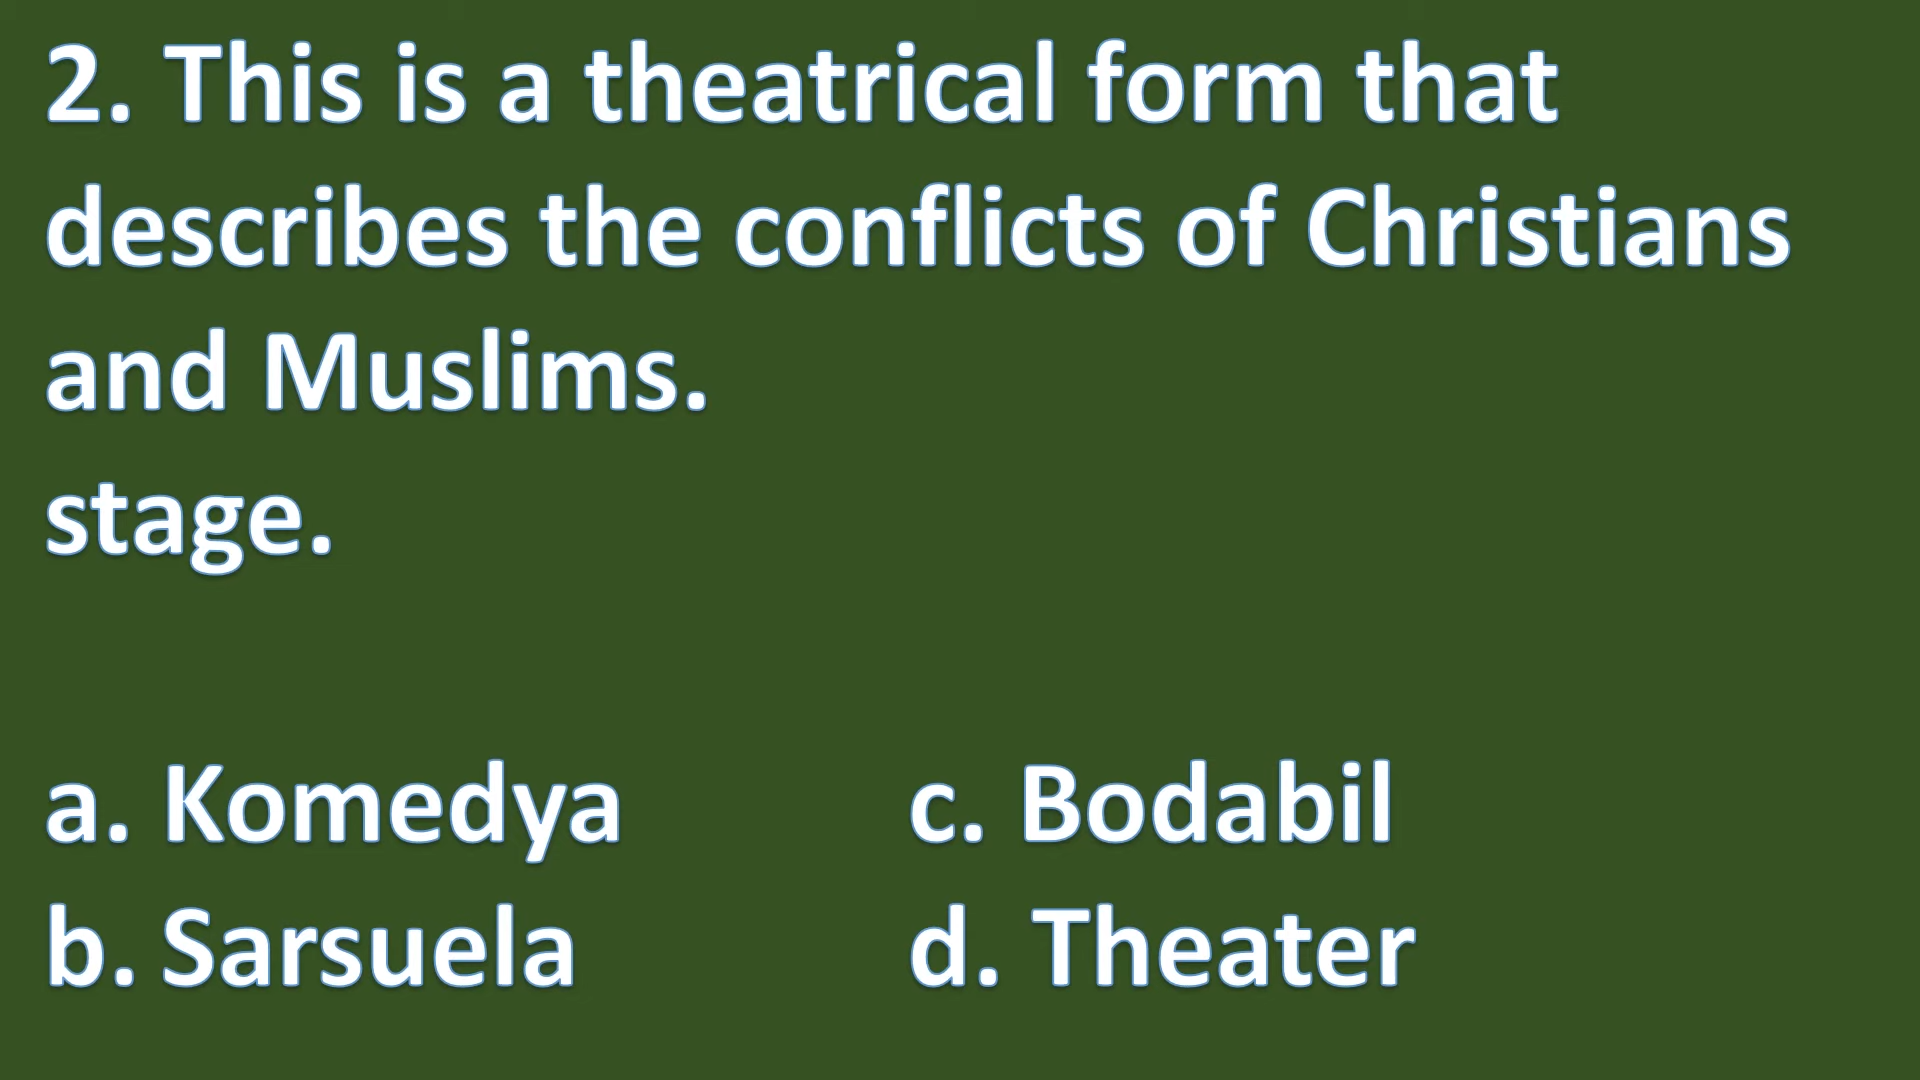 2. This is a theatrical form that
describes the conflicts of Christians
and Muslims.
stage.
a. Komedya c. Bodabil
b. Sarsuela d. Theater